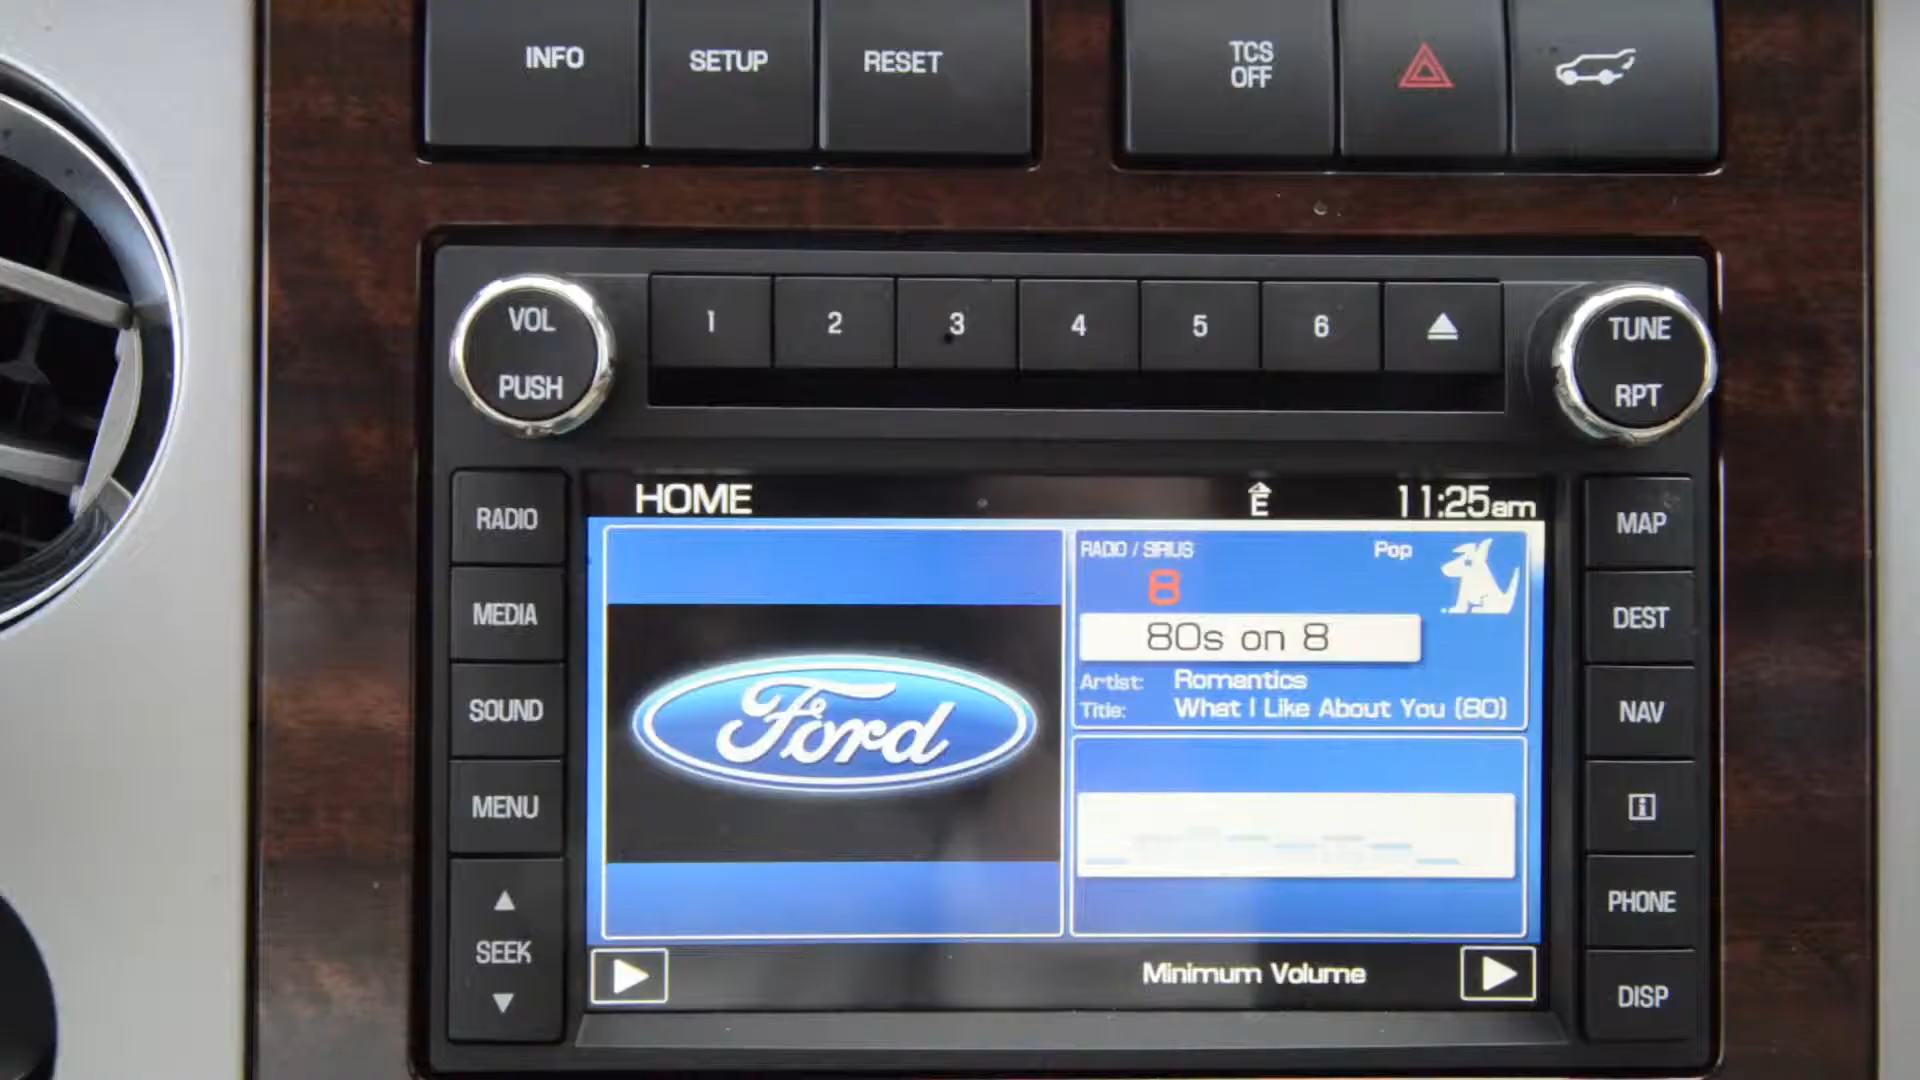 INFO
SETUP
RESET
TCS
OFF
VOL
PUSH
1
2
3
4
5
6
TUNE
RPT
RADIO
MEDIA
SOUND
MENU
SEEK
HOME
E
11:25am
RADIO / SIRIUS
Pop
8
80s on 8
Artist: Romantics
Title: What I Like About You (80)
Ford
Minimum Volume
MAP
DEST
NAV
i
PHONE
DISP